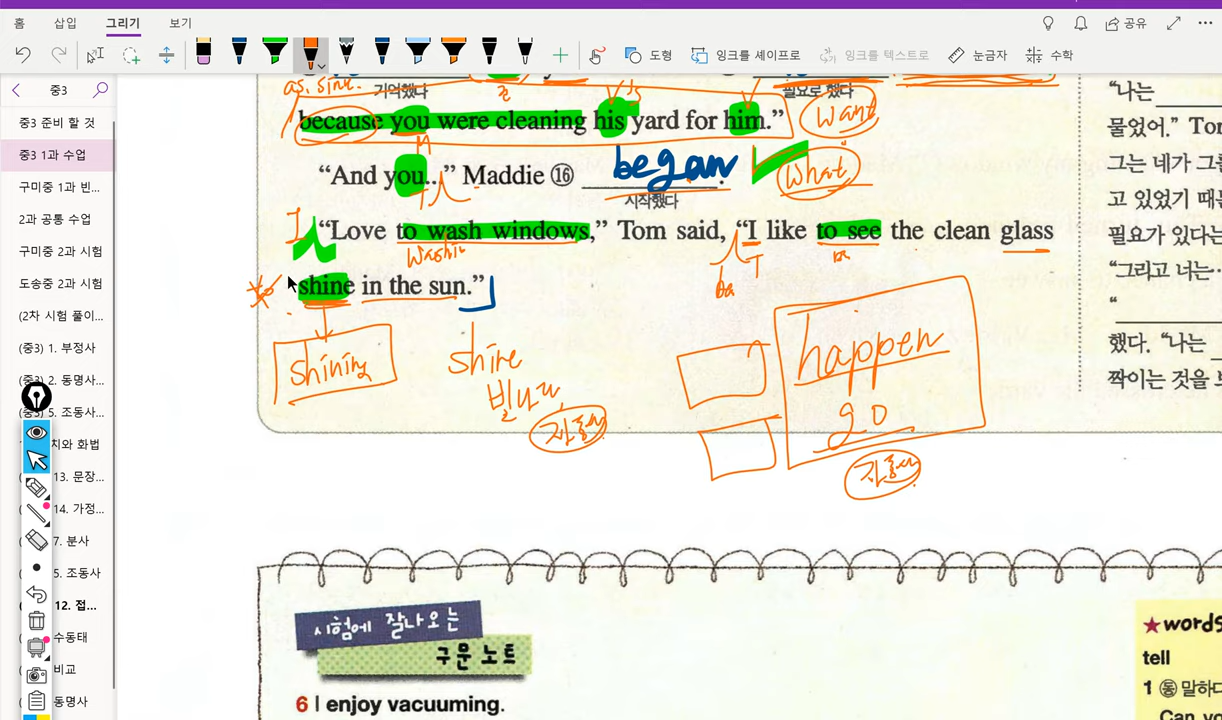 홈 삽입 그리기 보기
공유
도형 잉크를 셰이프로 잉크를 텍스트로 눈금자 수학
중3
중3 준비 할 것
중3 1과 수업
구미중 1과 빈...
2과 공통 수업
구미중 2과 시험
도송중 2과 시험
(2차 시험 풀이...
(중3) 1. 부정사
(중3) 2. 동명사...
(중3) 5. 조동사...
치와 화법
13. 문장...
14. 가정...
7. 분사
5. 조동사
12. 접...
수동태
비교
동명사
as. since.
기억했다
필요로 했다
because you were cleaning his yard for him.”
want
“And you...” Maddie ⑯ began.
what
시작했다
I
“Love to wash windows,” Tom said, “I like to see the clean glass
shine in the sun.”
shining
shine
빛나다
자동사
happen
go
자동사
“나는
물었어.” Tom
그는 네가 그를
고 있었기 때
필요가 있다는
“그리고 너는…
“
했다. “나는
짝이는 것을 보
시험에 잘나오는
구문 노트
6 I enjoy vacuuming.
★words
tell
1 동 말하다
Can yo